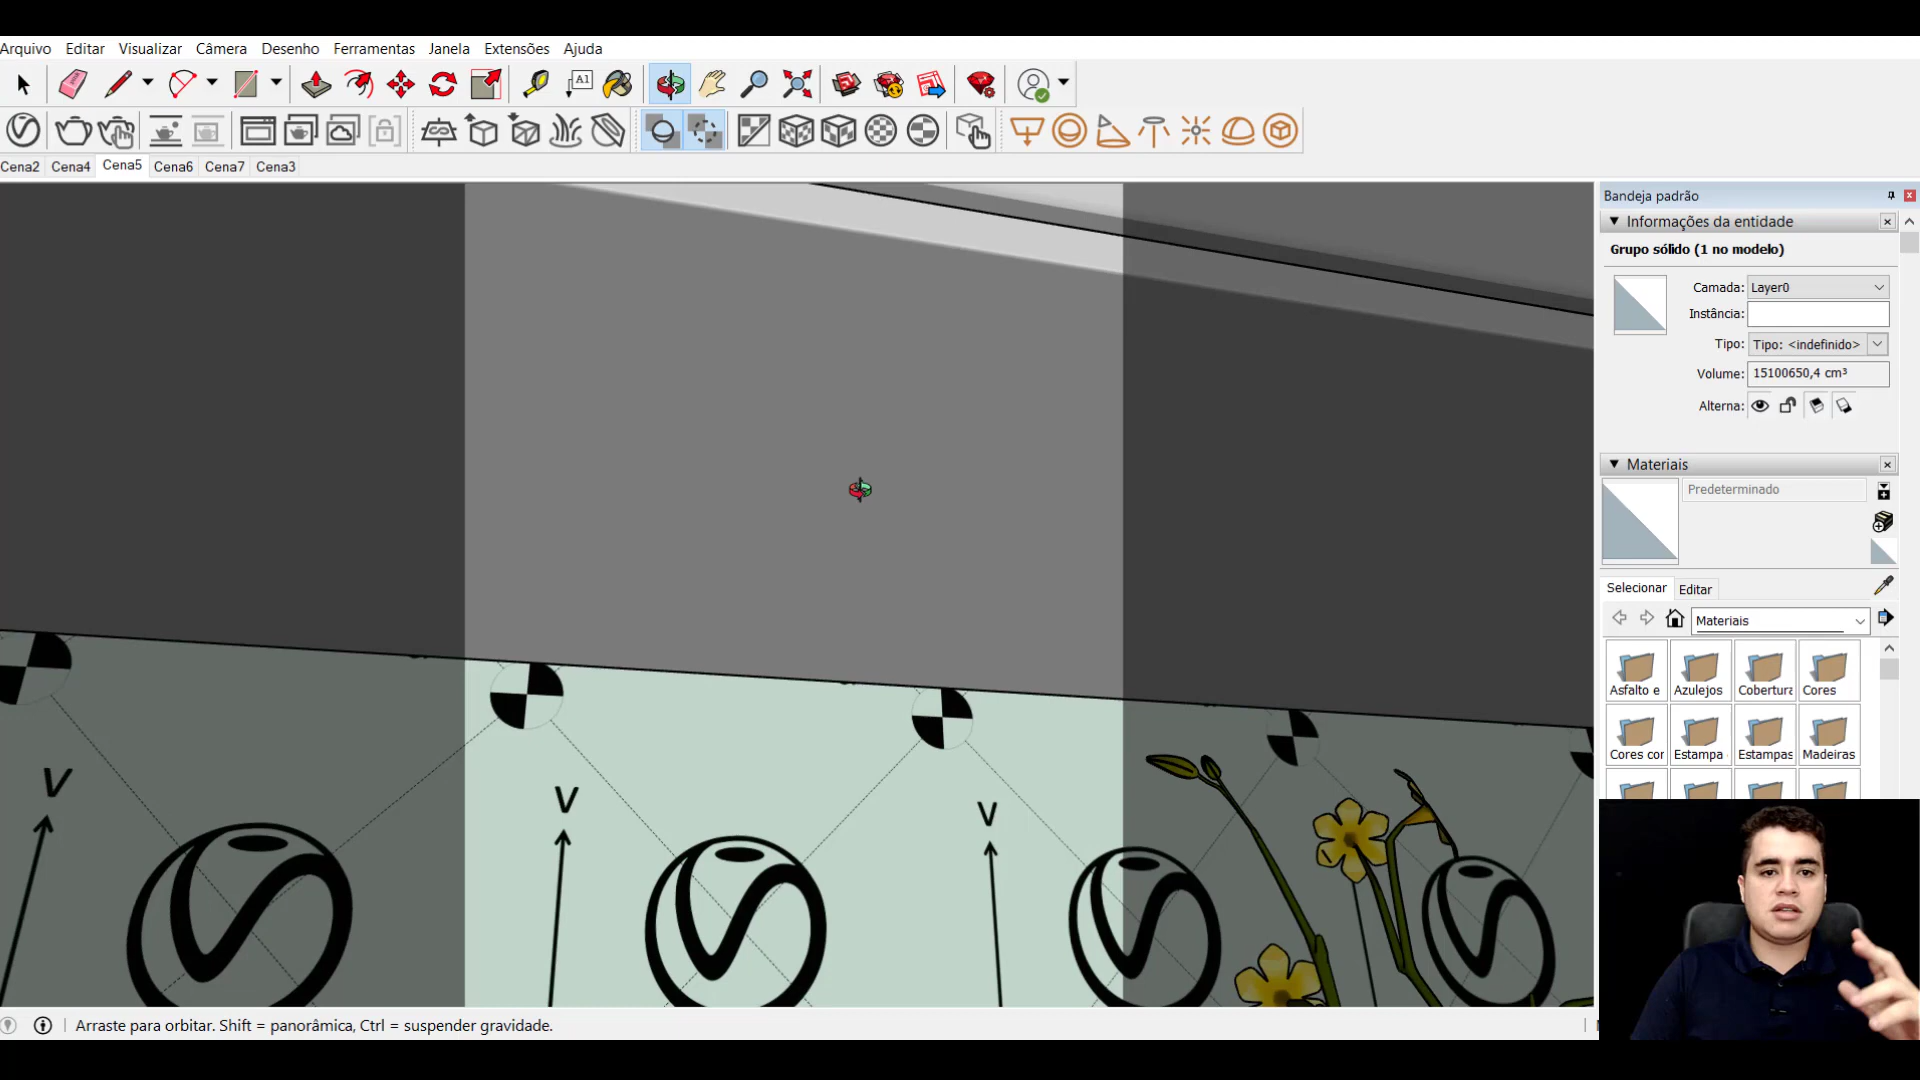 Arquivo Editar Visualizar Câmera Desenho Ferramentas Janela Extensões Ajuda
A1
Cena2 Cena4 Cena5 Cena6 Cena7 Cena3
Bandeja padrão
Informações da entidade
Grupo sólido (1 no modelo)
Camada: Layer0
Instância:
Tipo: Tipo: <indefinido>
Volume: 15100650,4 cm³
Alterna:
Materiais
Predeterminado
Selecionar Editar
Materiais
Asfalto e Azulejos Cobertura Cores
Cores cor Estampa Estampas Madeiras
V V V
Arraste para orbitar. Shift = panorâmica, Ctrl = suspender gravidade.